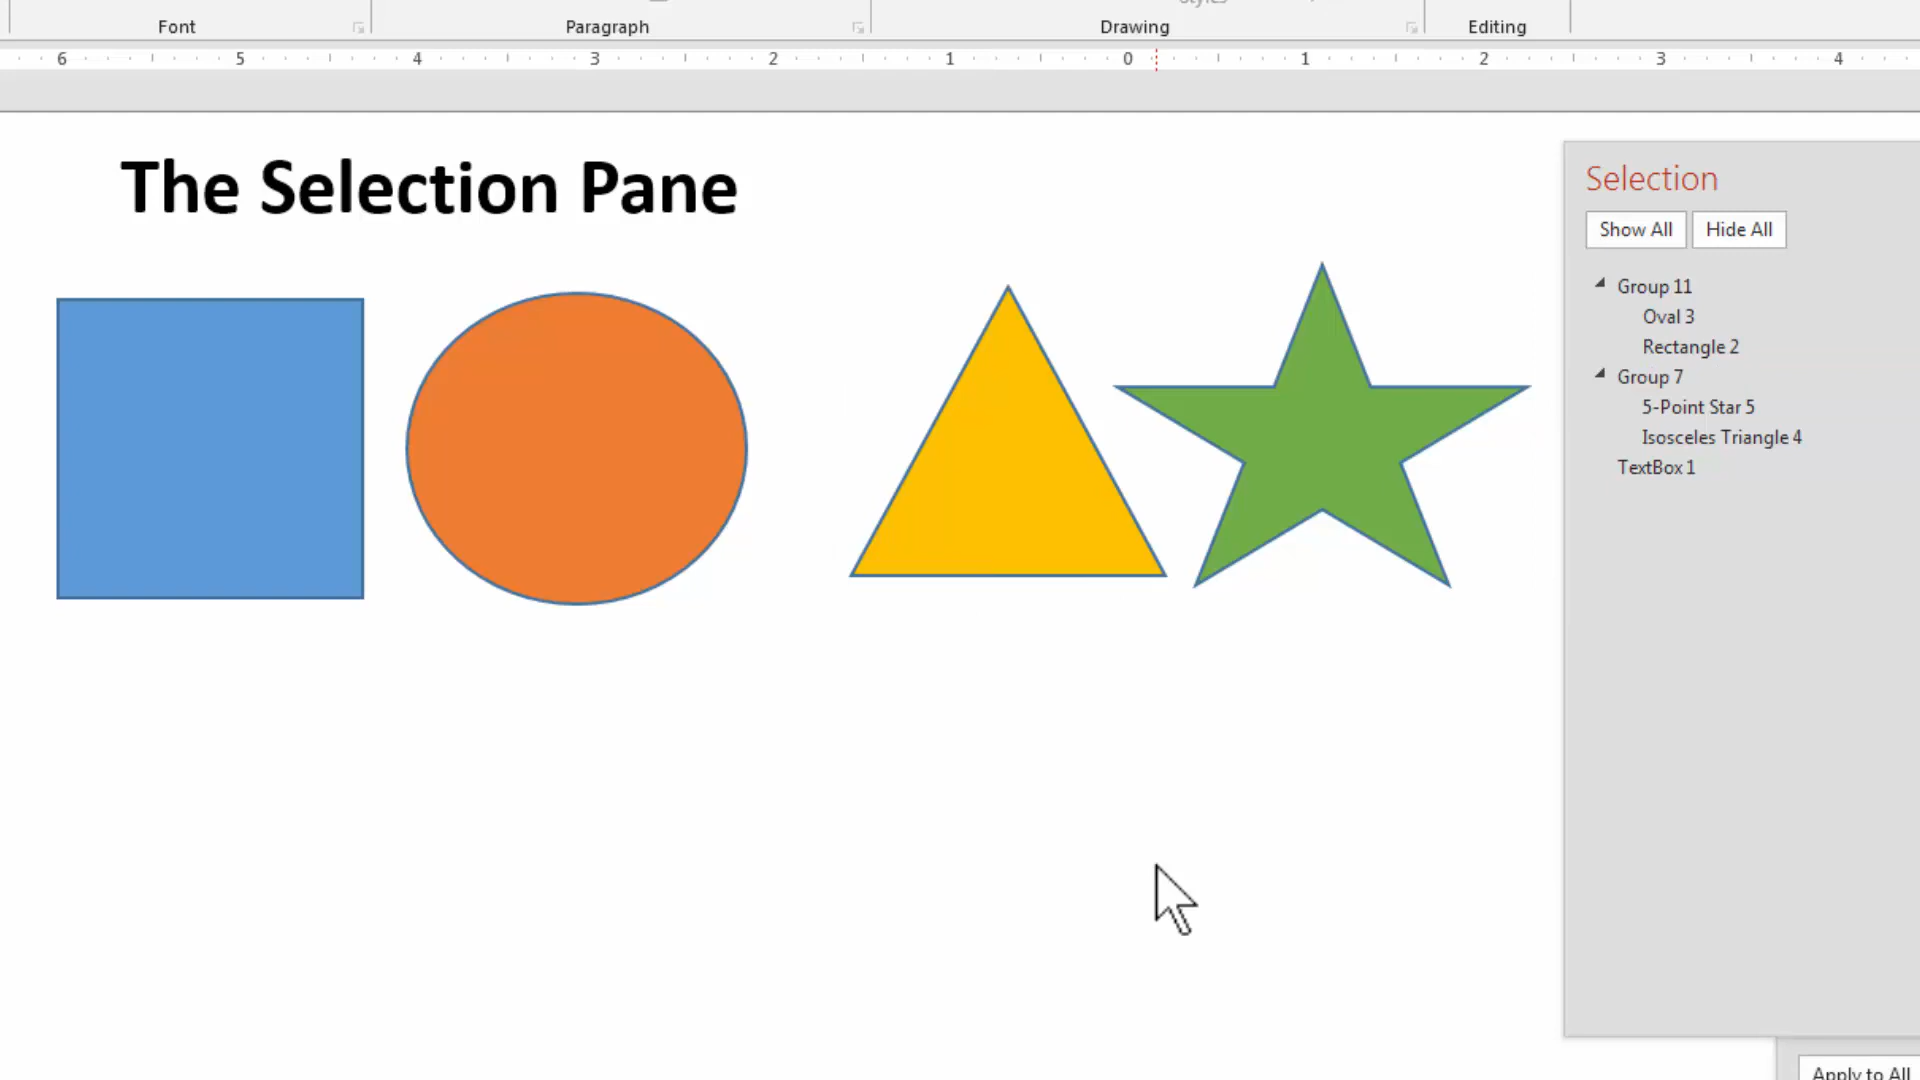 Font Paragraph Drawing Editing
6 5 4 3 2 1 0 1 2 3 4
The Selection Pane
Selection
Show All Hide All
Group 11
Oval 3
Rectangle 2
Group 7
5-Point Star 5
Isosceles Triangle 4
TextBox 1
Apply to All